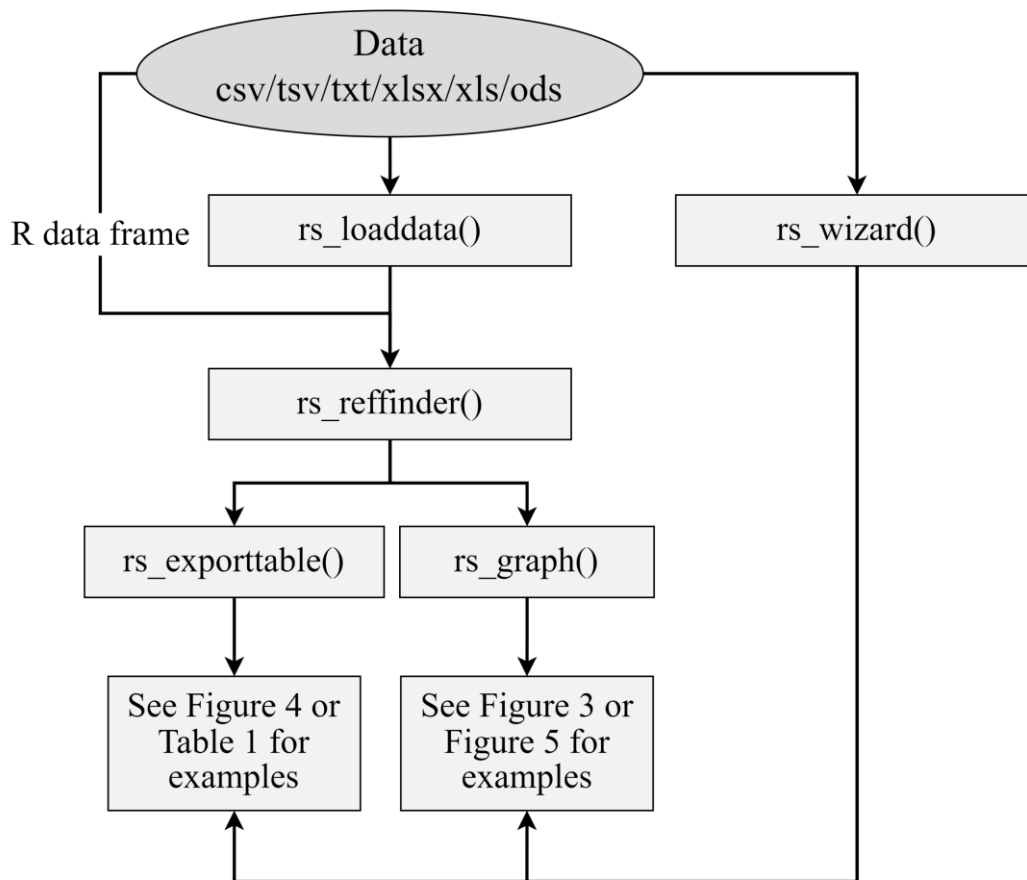 Data
csv/tsv/txt/xlsx/xls/ods
R data frame
rs_loaddata()
rs_wizard()
rs_reffinder()
rs_exporttable()
rs_graph()
See Figure 4 or
Table 1 for
examples
See Figure 3 or
Figure 5 for
examples